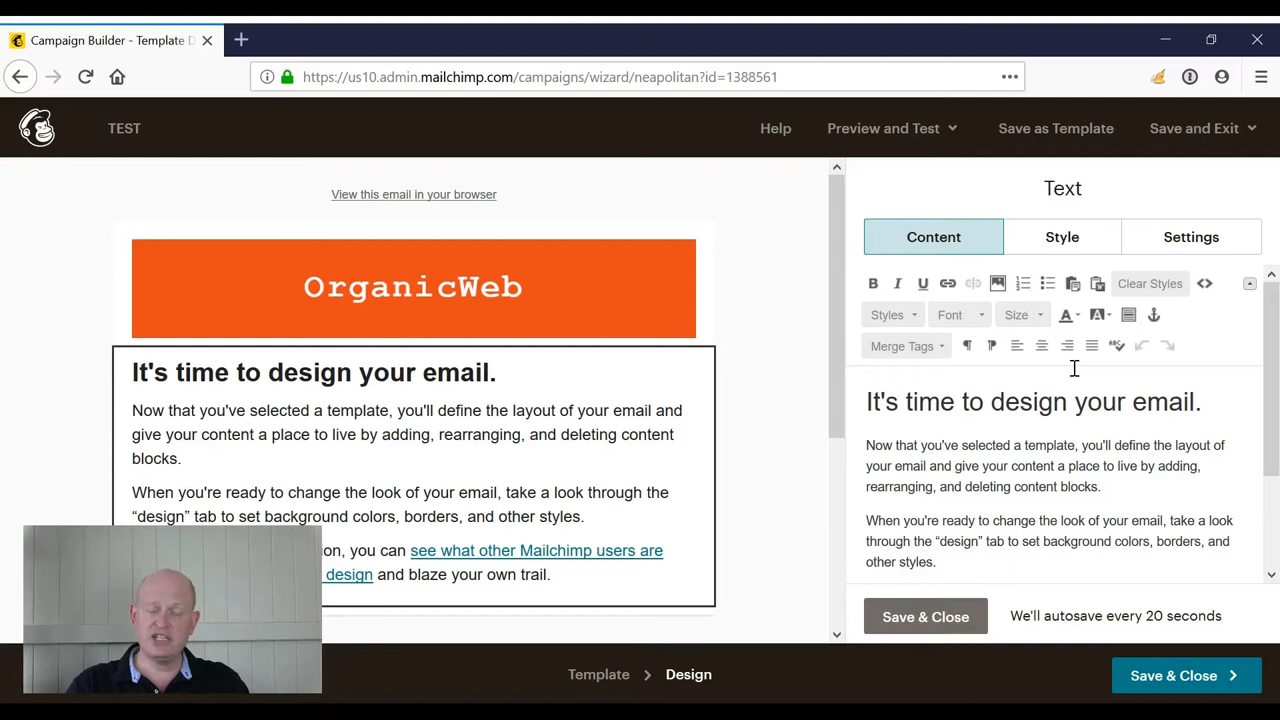 Campaign Builder - Template D
https://us10.admin.mailchimp.com/campaigns/wizard/neapolitan?id=1388561
TEST
Help
Preview and Test
Save as Template
Save and Exit
View this email in your browser
OrganicWeb
It's time to design your email.
Now that you've selected a template, you'll define the layout of your email and
give your content a place to live by adding, rearranging, and deleting content
blocks.
When you're ready to change the look of your email, take a look through the
“design” tab to set background colors, borders, and other styles.
ion, you can see what other Mailchimp users are
design and blaze your own trail.
Text
Content
Style
Settings
B I U
Clear Styles
Styles
Font
Size
A A
Merge Tags
ABC
It's time to design your email.
Now that you've selected a template, you'll define the layout of
your email and give your content a place to live by adding,
rearranging, and deleting content blocks.
When you're ready to change the look of your email, take a look
through the “design” tab to set background colors, borders, and
other styles.
Save & Close
We'll autosave every 20 seconds
Template
Design
Save & Close